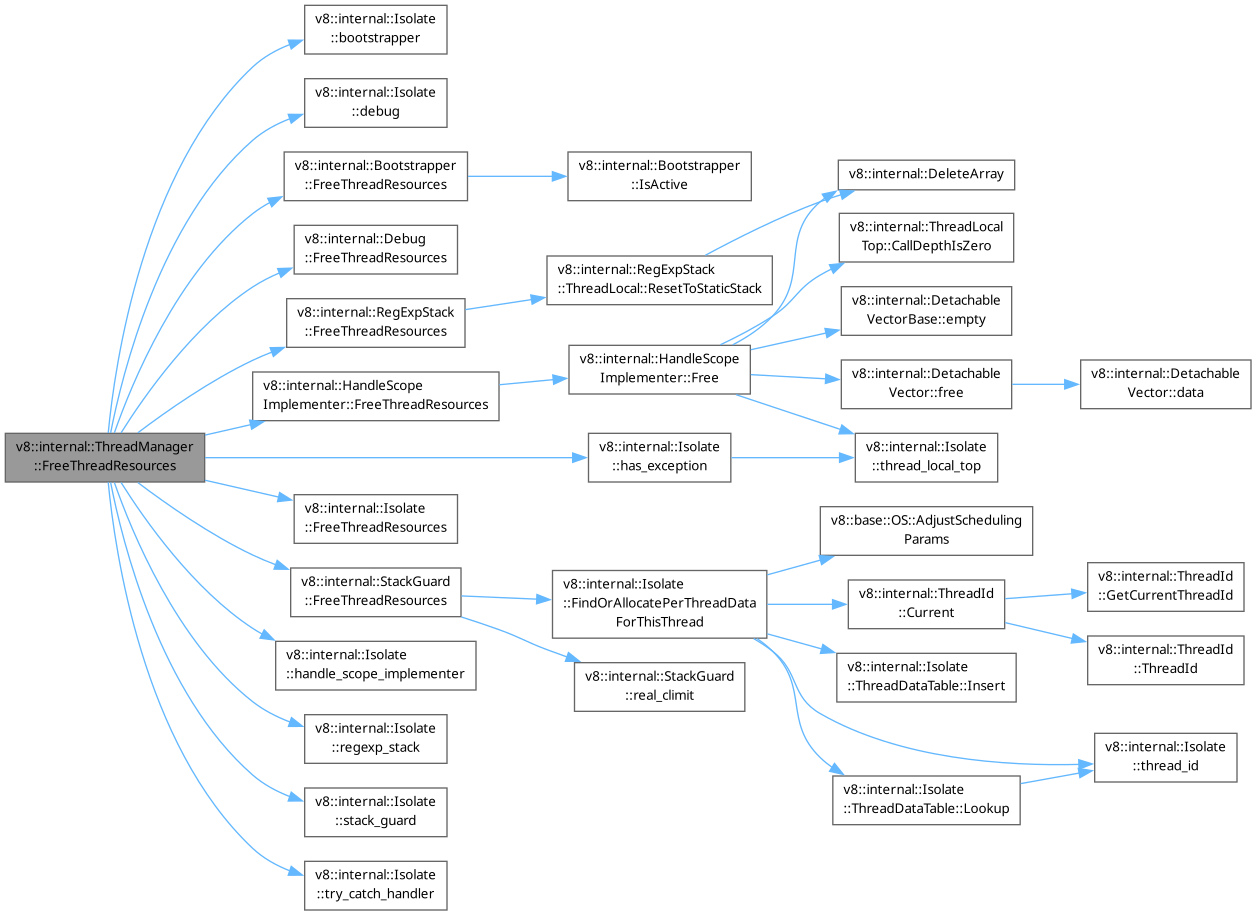 v8::internal::ThreadManager
::FreeThreadResources
v8::internal::Isolate
::bootstrapper
v8::internal::Isolate
::debug
v8::internal::Bootstrapper
::FreeThreadResources
v8::internal::Debug
::FreeThreadResources
v8::internal::RegExpStack
::FreeThreadResources
v8::internal::HandleScope
Implementer::FreeThreadResources
v8::internal::Isolate
::FreeThreadResources
v8::internal::StackGuard
::FreeThreadResources
v8::internal::Isolate
::handle_scope_implementer
v8::internal::Isolate
::regexp_stack
v8::internal::Isolate
::stack_guard
v8::internal::Isolate
::try_catch_handler
v8::internal::Bootstrapper
::IsActive
v8::internal::RegExpStack
::ThreadLocal::ResetToStaticStack
v8::internal::HandleScope
Implementer::Free
v8::internal::Isolate
::has_exception
v8::internal::Isolate
::FindOrAllocatePerThreadData
ForThisThread
v8::internal::StackGuard
::real_climit
v8::internal::DeleteArray
v8::internal::ThreadLocal
Top::CallDepthIsZero
v8::internal::Detachable
VectorBase::empty
v8::internal::Detachable
Vector::free
v8::internal::Isolate
::thread_local_top
v8::base::OS::AdjustScheduling
Params
v8::internal::ThreadId
::Current
v8::internal::Isolate
::ThreadDataTable::Insert
v8::internal::Isolate
::ThreadDataTable::Lookup
v8::internal::Detachable
Vector::data
v8::internal::ThreadId
::GetCurrentThreadId
v8::internal::ThreadId
::ThreadId
v8::internal::Isolate
::thread_id